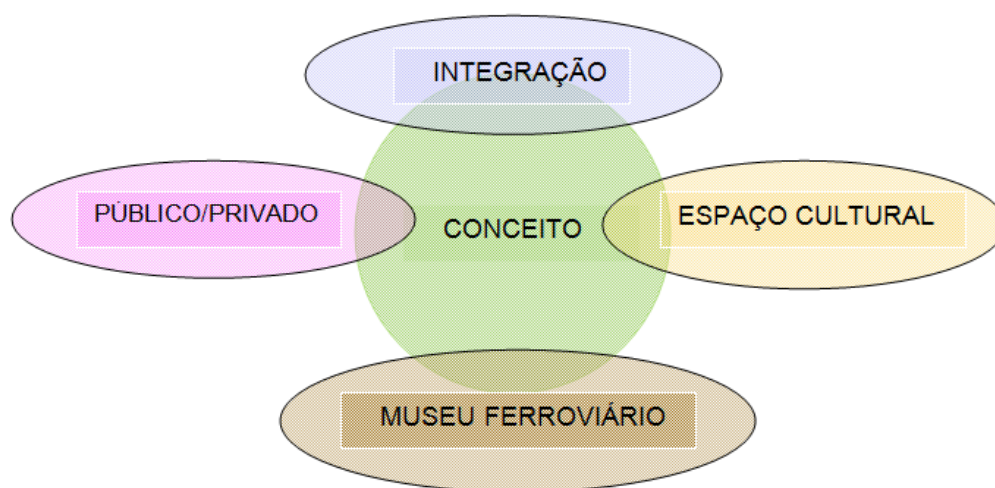 INTEGRAÇÃO
PÚBLICO/PRIVADO
CONCEITO
ESPAÇO CULTURAL
MUSEU FERROVIÁRIO